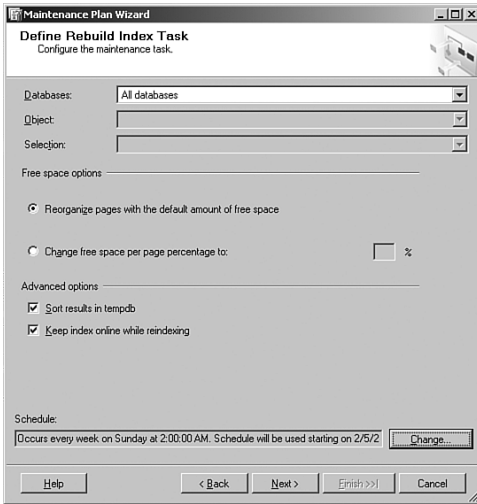 Maintenance Plan Wizard
Define Rebuild Index Task
Configure the maintenance task.
Databases: All databases
Object:
Selection:
Free space options
Reorganize pages with the default amount of free space
Change free space per page percentage to: %
Advanced options
Sort results in tempdb
Keep index online while reindexing
Schedule:
Occurs every week on Sunday at 2:00:00 AM. Schedule will be used starting on 2/5/2 Change...
Help < Back Next > Finish >>| Cancel